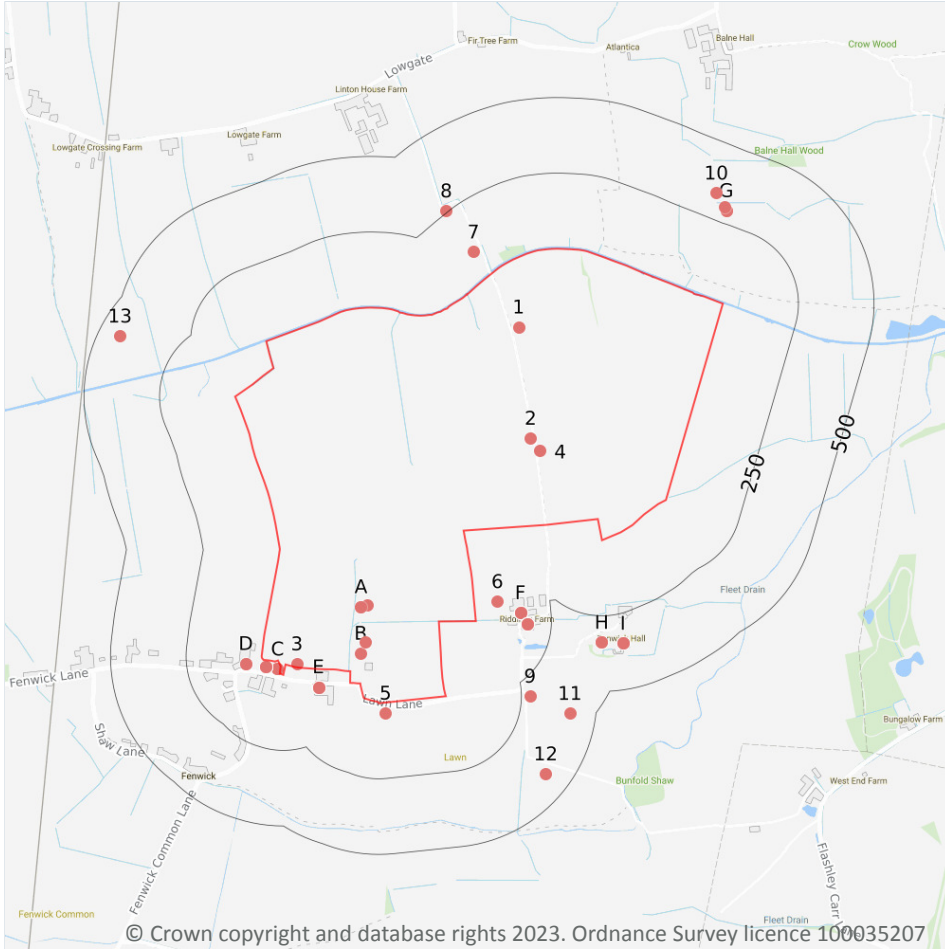 Fir Tree Farm
Balne Hall
Atlantica
Crow Wood
Lowgate
Linton House Farm
Lowgate Farm
Lowgate Crossing Farm
Balne Hall Wood
10
G
8
7
13
1
2
4
500
250
A
6
F
Fleet Drain
B
H
I
D
C
3
E
Fenwick Lane
9
5
Lawn Lane
11
Bungalow Farm
Shaw Lane
Lawn
12
Fenwick
Bunfold Shaw
West End Farm
Fenwick Common Lane
Flashley Carr
Fenwick Common
Fleet Drain
© Crown copyright and database rights 2023. Ordnance Survey licence 100035207